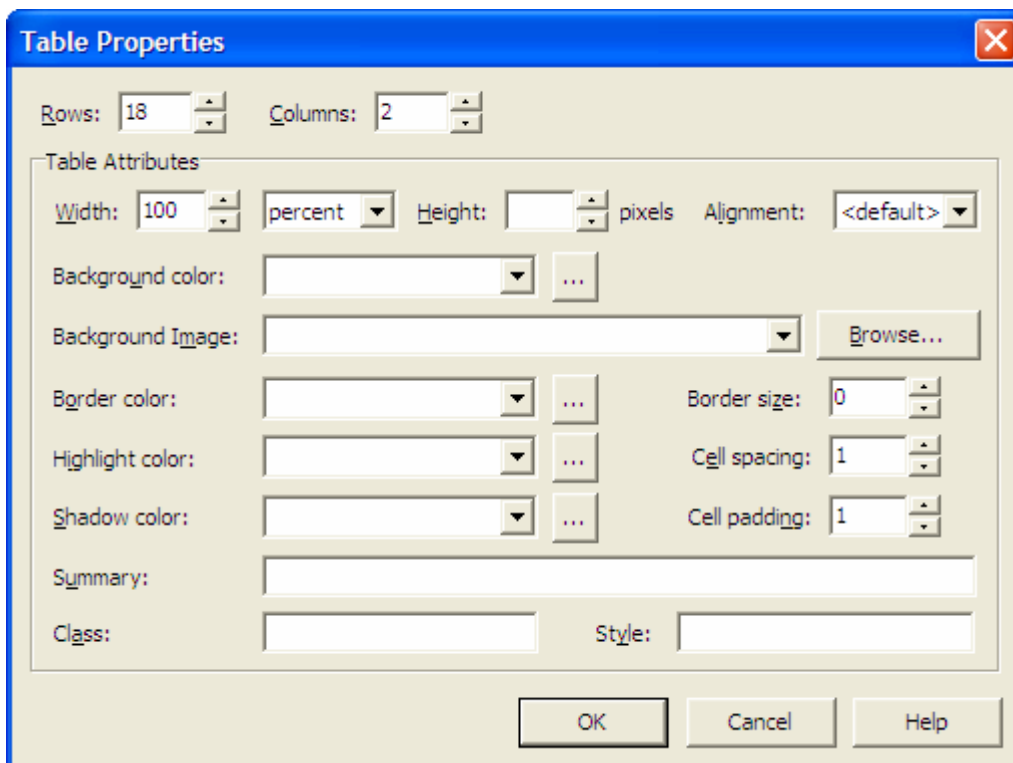 Table Properties
Rows: 18 Columns: 2
Table Attributes
Width: 100 percent Height: pixels Alignment: <default>
Background color: ...
Background Image: Browse...
Border color: ... Border size: 0
Highlight color: ... Cell spacing: 1
Shadow color: ... Cell padding: 1
Summary:
Class: Style:
OK Cancel Help